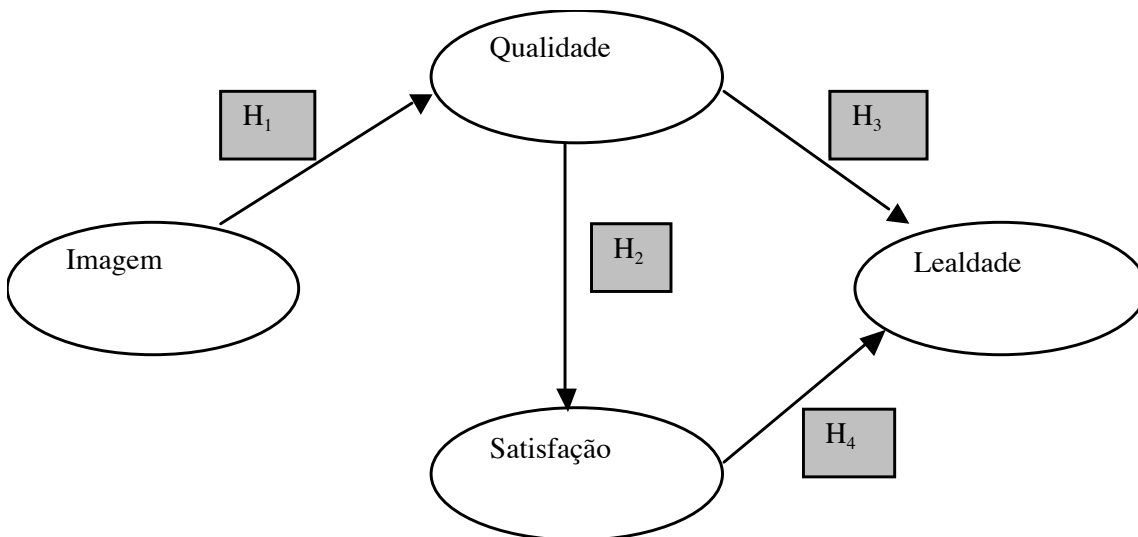 Qualidade
H₁
H₃
Imagem
H₂
Lealdade
Satisfação
H₄